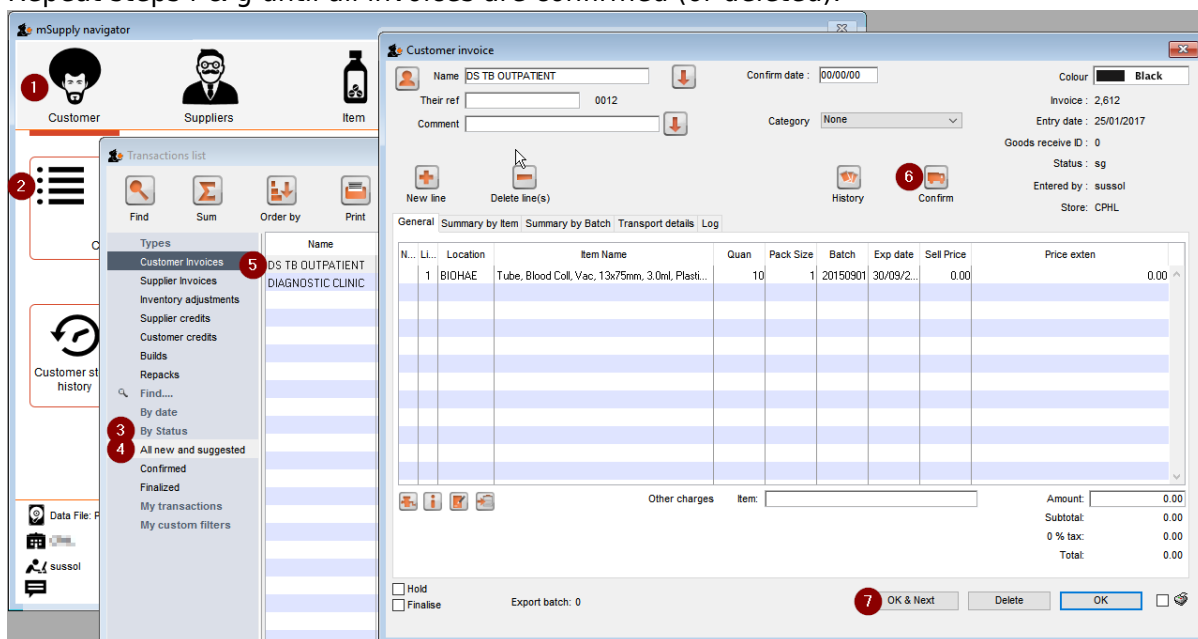 Repeat steps f & g until all invoices are confirmed (or deleted).
mSupply navigator
1
Customer
Suppliers
Item
2
Customer st
history
Data File: F
sussol
Transactions list
Find
Sum
Order by
Print
Types
Customer Invoices
Supplier Invoices
Inventory adjustments
Supplier credits
Customer credits
Builds
Repacks
Find....
By date
3 By Status
4 All new and suggested
Confirmed
Finalized
My transactions
My custom filters
Name
5 DS TB OUTPATIENT
DIAGNOSTIC CLINIC
Customer invoice
Name DS TB OUTPATIENT
Confirm date : 00/00/00
Colour Black
Their ref 0012
Invoice : 2,612
Comment
Category None
Entry date : 25/01/2017
Goods receive ID : 0
Status : sg
Entered by : sussol
Store: CPHL
New line
Delete line(s)
History
6 Confirm
General Summary by Item Summary by Batch Transport details Log
N... Li... Location Item Name Quan Pack Size Batch Exp date Sell Price Price exten
1 BIOHAE Tube, Blood Coll, Vac, 13x75mm, 3.0ml, Plasti... 10 1 20150901 30/09/2... 0.00 0.00
Other charges Item: Amount: 0.00
Subtotal: 0.00
0 % tax: 0.00
Total: 0.00
Hold
Finalise
Export batch: 0
7 OK & Next
Delete
OK